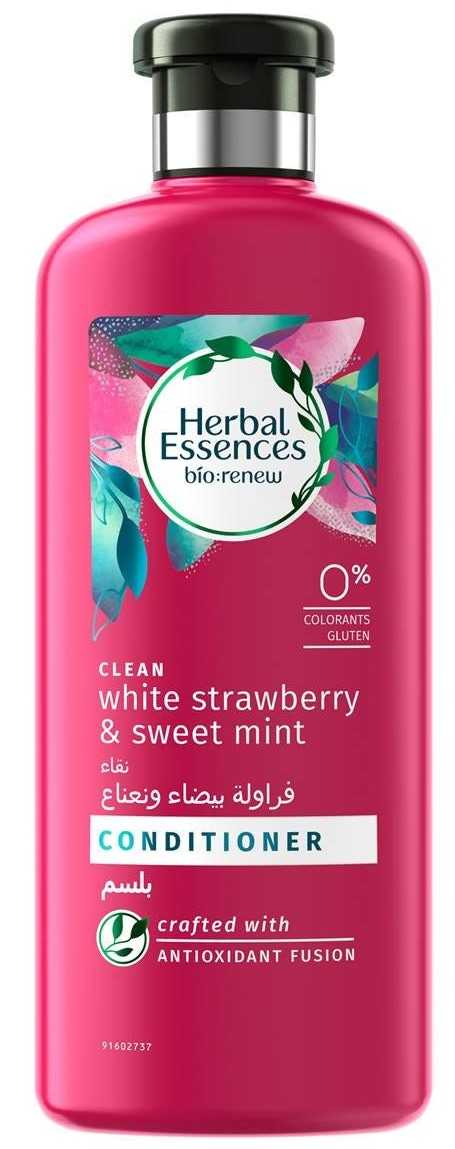 Herbal
Essences
bío:renew
0%
COLORANTS
GLUTEN
CLEAN
white strawberry
& sweet mint
نقاء
فراولة بيضاء ونعناع
CONDITIONER
بلسم
crafted with
ANTIOXIDANT FUSION
91602737